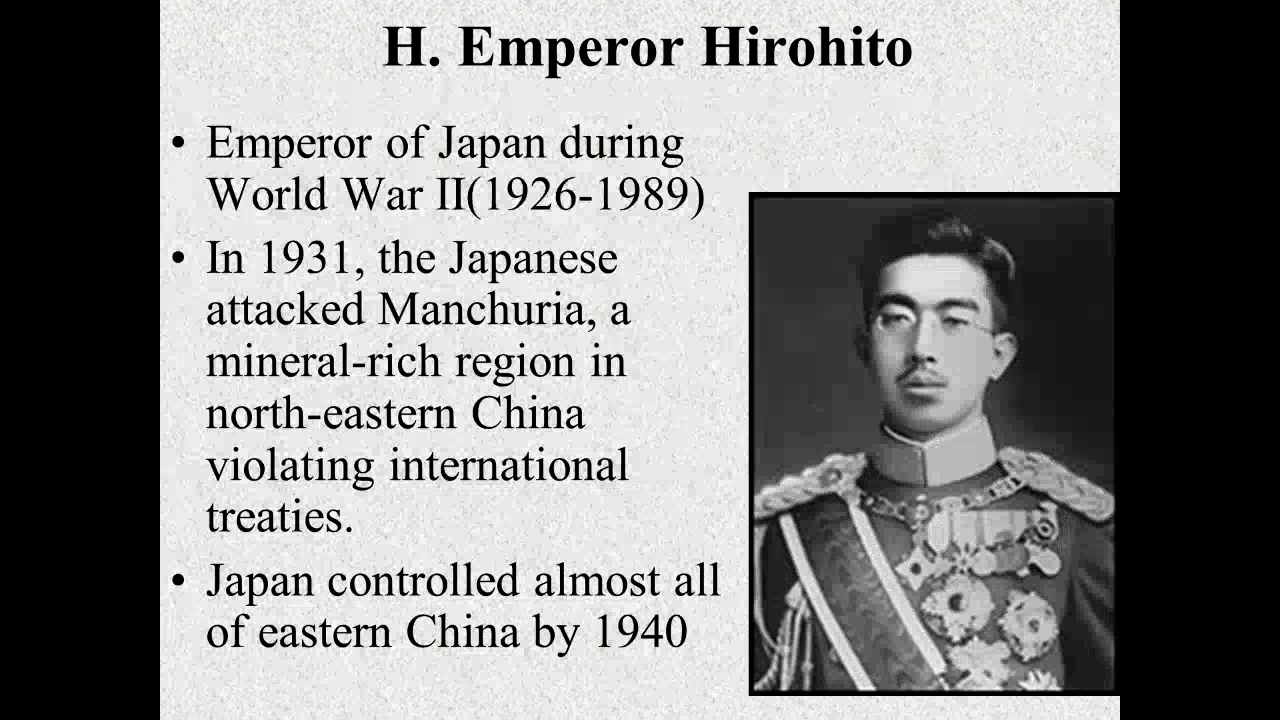 H. Emperor Hirohito
• Emperor of Japan during
World War II(1926-1989)
• In 1931, the Japanese
attacked Manchuria, a
mineral-rich region in
north-eastern China
violating international
treaties.
• Japan controlled almost all
of eastern China by 1940